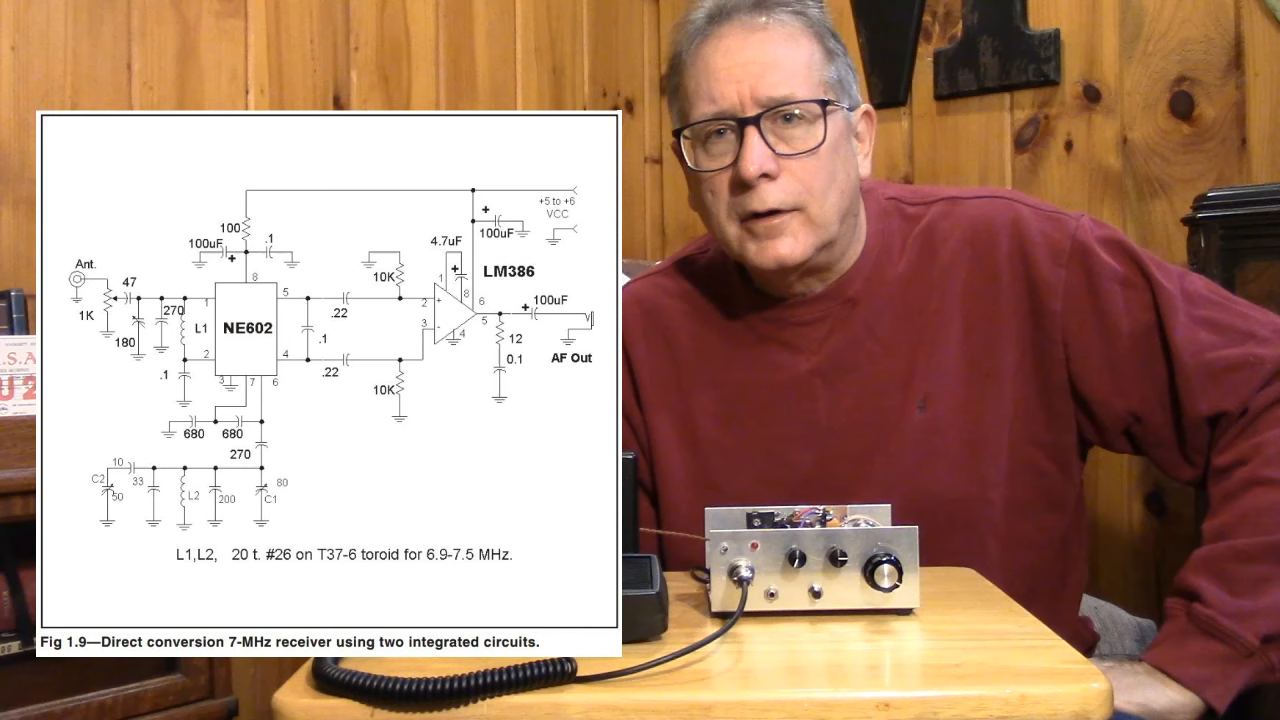 +5 to +6
VCC
100
100uF
+
.1
+
100uF
4.7uF
+
LM386
Ant.
47
1K
180
270
L1
1
2
8
NE602
5
4
3
7
6
.22
.1
.22
10K
10K
2
3
+
-
1
8
6
5
4
+
100uF
12
0.1
AF Out
.1
680
680
270
10
C2
50
33
L2
200
C1
80
L1,L2, 20 t. #26 on T37-6 toroid for 6.9-7.5 MHz.
Fig 1.9—Direct conversion 7-MHz receiver using two integrated circuits.
.S.A
U2